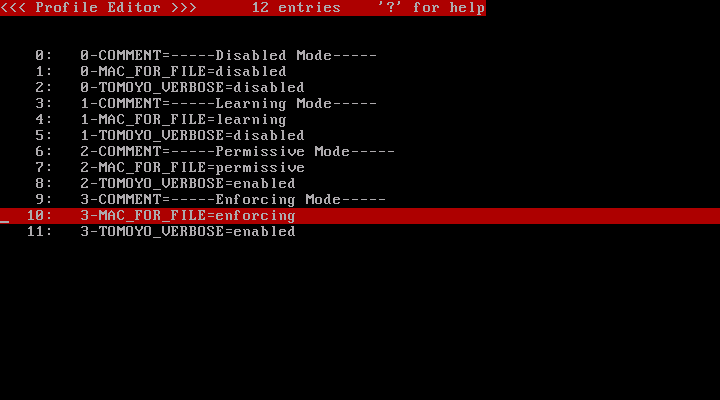 <<< Profile Editor >>>      12 entries    '?' for help
0:   0-COMMENT=-----Disabled Mode-----
1:   0-MAC_FOR_FILE=disabled
2:   0-TOMOYO_VERBOSE=disabled
3:   1-COMMENT=-----Learning Mode-----
4:   1-MAC_FOR_FILE=learning
5:   1-TOMOYO_VERBOSE=disabled
6:   2-COMMENT=-----Permissive Mode-----
7:   2-MAC_FOR_FILE=permissive
8:   2-TOMOYO_VERBOSE=enabled
9:   3-COMMENT=-----Enforcing Mode-----
10:   3-MAC_FOR_FILE=enforcing
11:   3-TOMOYO_VERBOSE=enabled